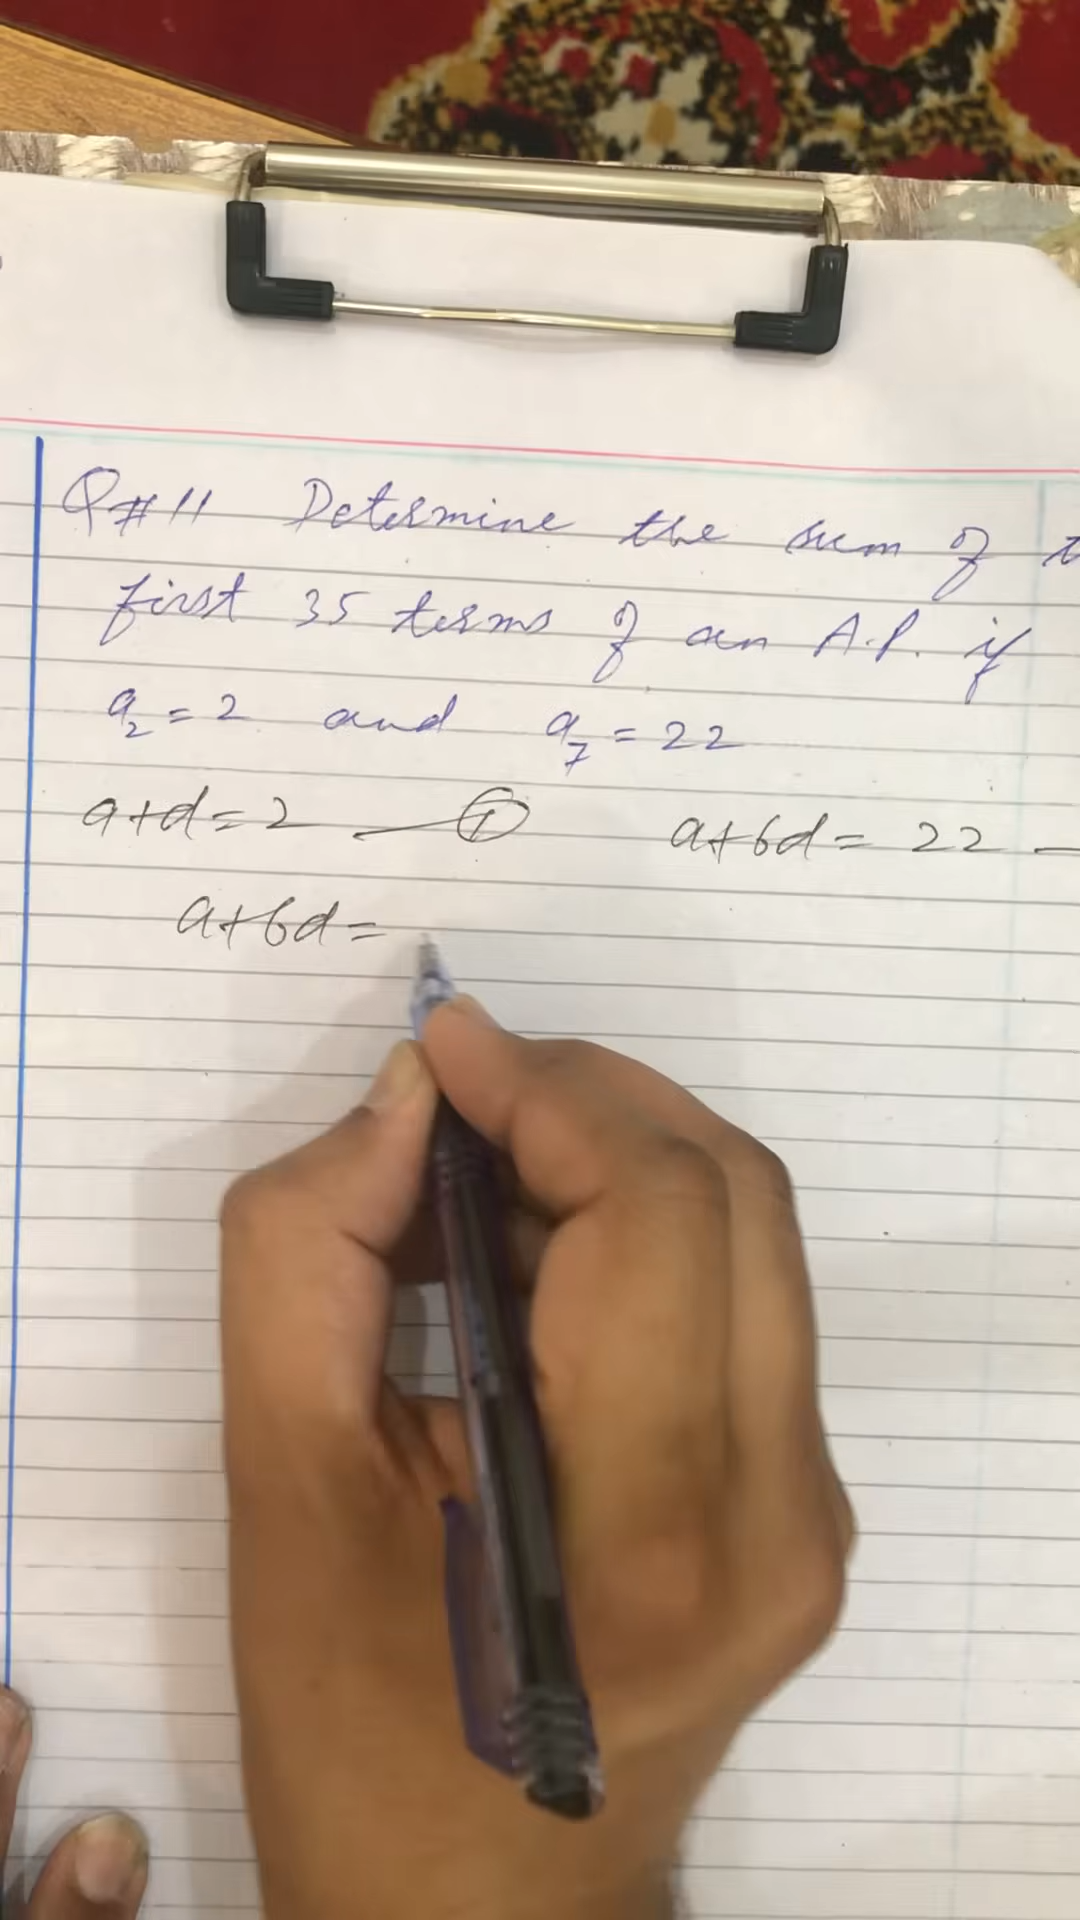 Q#11 Determine the sum of t
first 35 terms of an A.P. if
a₂ = 2 and a₇ = 22
a+d=2 — ① a+6d= 22 —
a+6d=